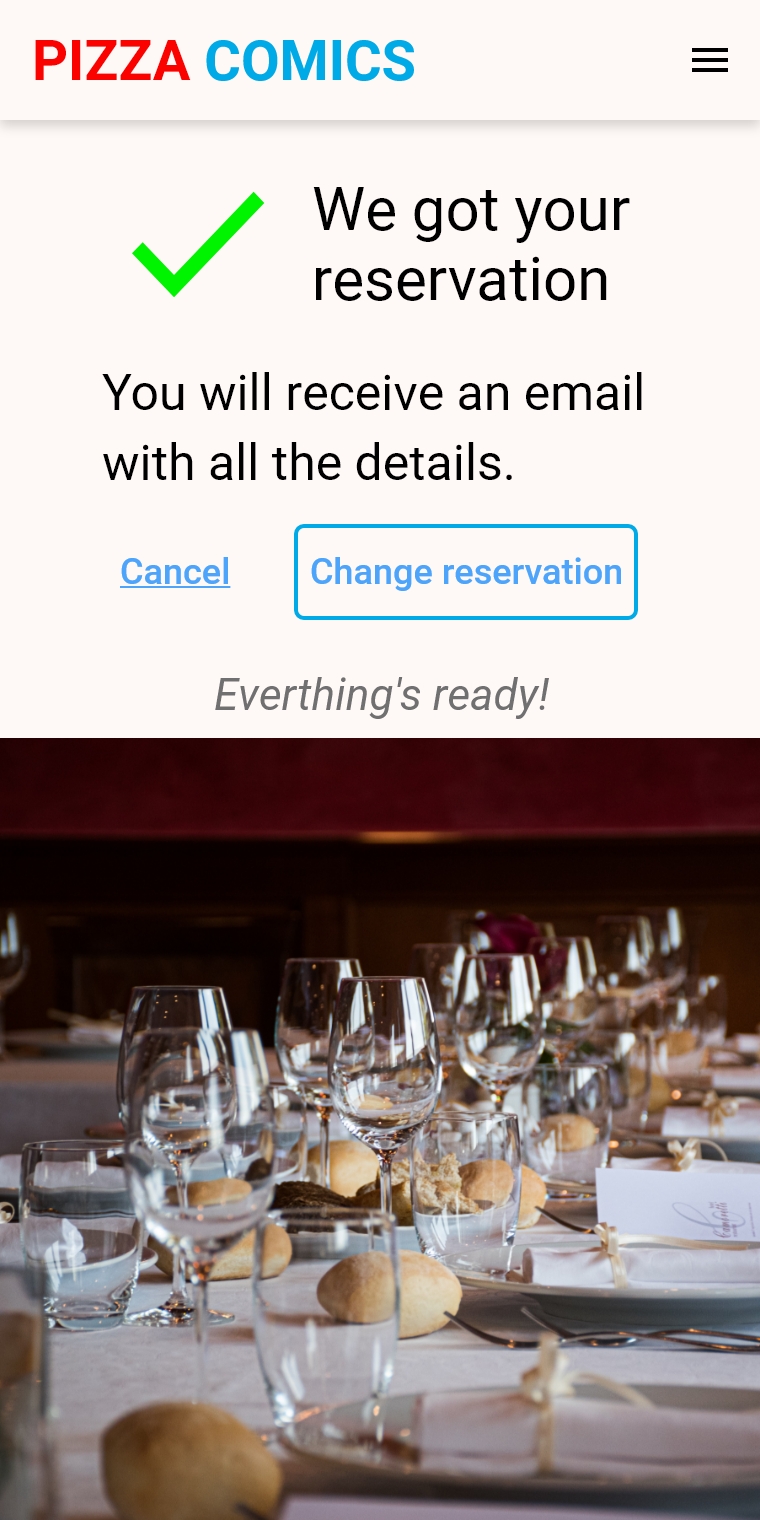 PIZZA COMICS
We got your
reservation
You will receive an email
with all the details.
Cancel
Change reservation
Everthing's ready!